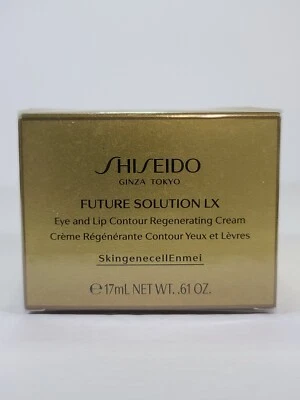 SHISEIDO
GINZA TOKYO
FUTURE SOLUTION LX
Eye and Lip Contour Regenerating Cream
Crème Régénérante Contour Yeux et Lèvres
SkingenecellEnmei
℮17mL NET WT. .61 OZ.